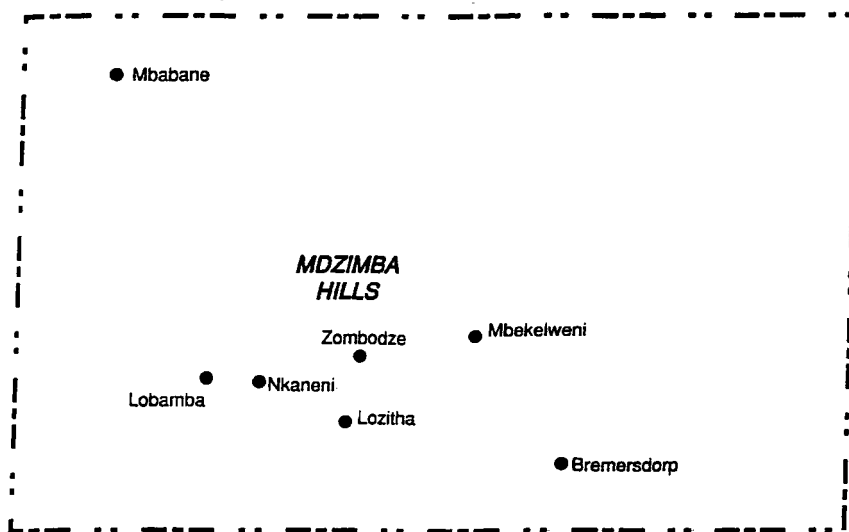 Mbabane
MDZIMBA
HILLS
Zombodze
Mbekelweni
Lobamba
Nkaneni
Lozitha
Bremersdorp